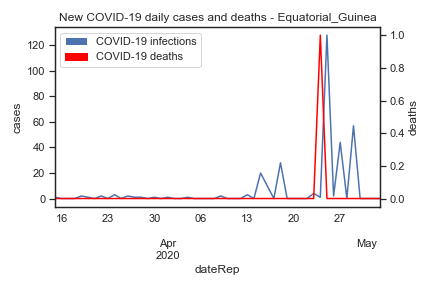 New COVID-19 daily cases and deaths - Equatorial_Guinea
COVID-19 infections
COVID-19 deaths
cases
120
100
80
60
40
20
0
deaths
1.0
0.8
0.6
0.4
0.2
0.0
16 23 30 06 13 20 27
Apr May
2020
dateRep